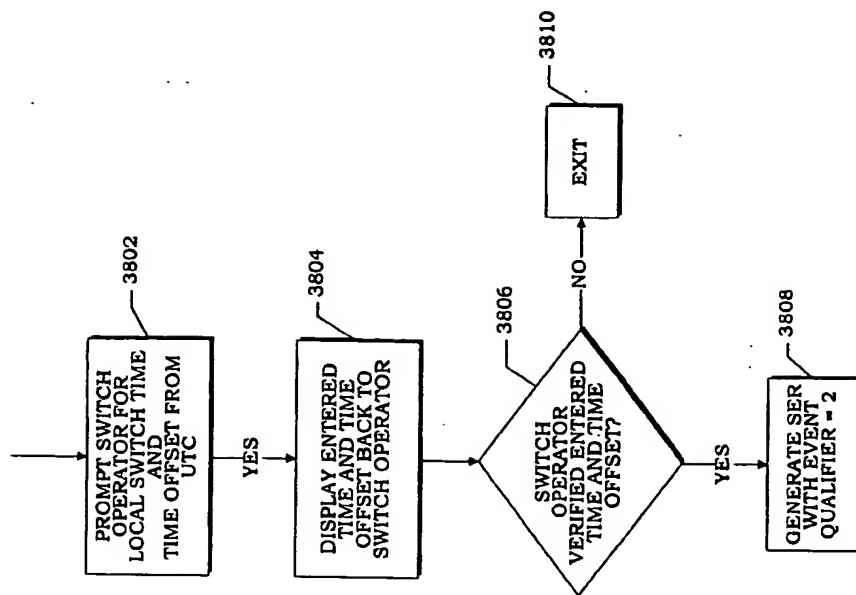 3802
PROMPT SWITCH
OPERATOR FOR
LOCAL SWITCH TIME
AND
TIME OFFSET FROM
UTC
YES
3804
DISPLAY ENTERED
TIME AND TIME
OFFSET BACK TO
SWITCH OPERATOR
3806
SWITCH
OPERATOR
VERIFIED ENTERED
TIME AND TIME
OFFSET?
NO
3810
EXIT
YES
3808
GENERATE SER
WITH EVENT
QUALIFIER = 2